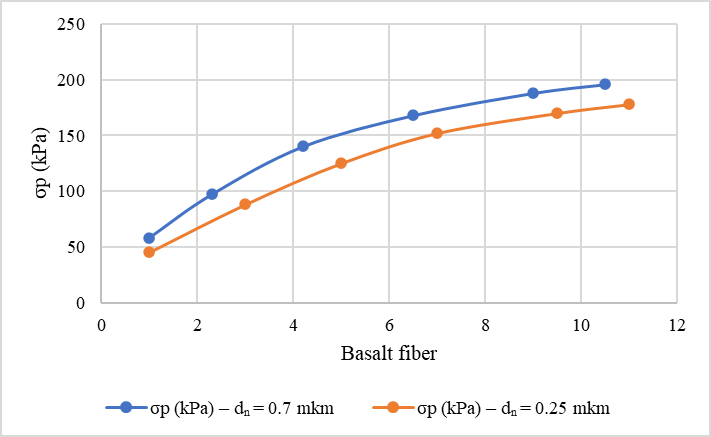 250
200
150
100
50
0
σp (kPa)
0 2 4 6 8 10 12
Basalt fiber
σp (kPa) – dₙ = 0.7 mkm σp (kPa) – dₙ = 0.25 mkm